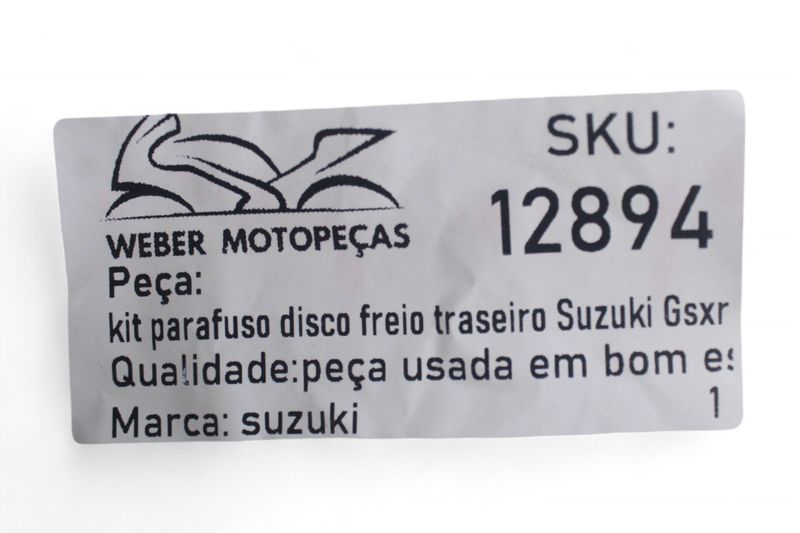 SKU:
12894
WEBER MOTOPEÇAS
Peça:
kit parafuso disco freio traseiro Suzuki Gsxr
Qualidade:peça usada em bom es
Marca: suzuki
1